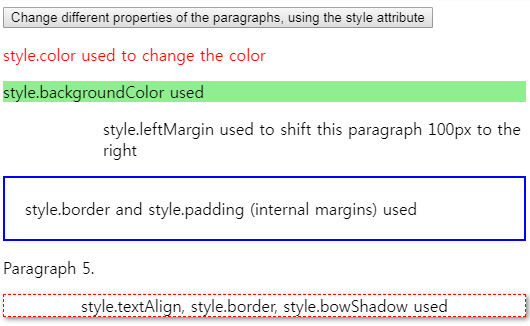 Change different properties of the paragraphs, using the style attribute
style.color used to change the color
style.backgroundColor used
style.leftMargin used to shift this paragraph 100px to the
right
style.border and style.padding (internal margins) used
Paragraph 5.
style.textAlign, style.border, style.bowShadow used